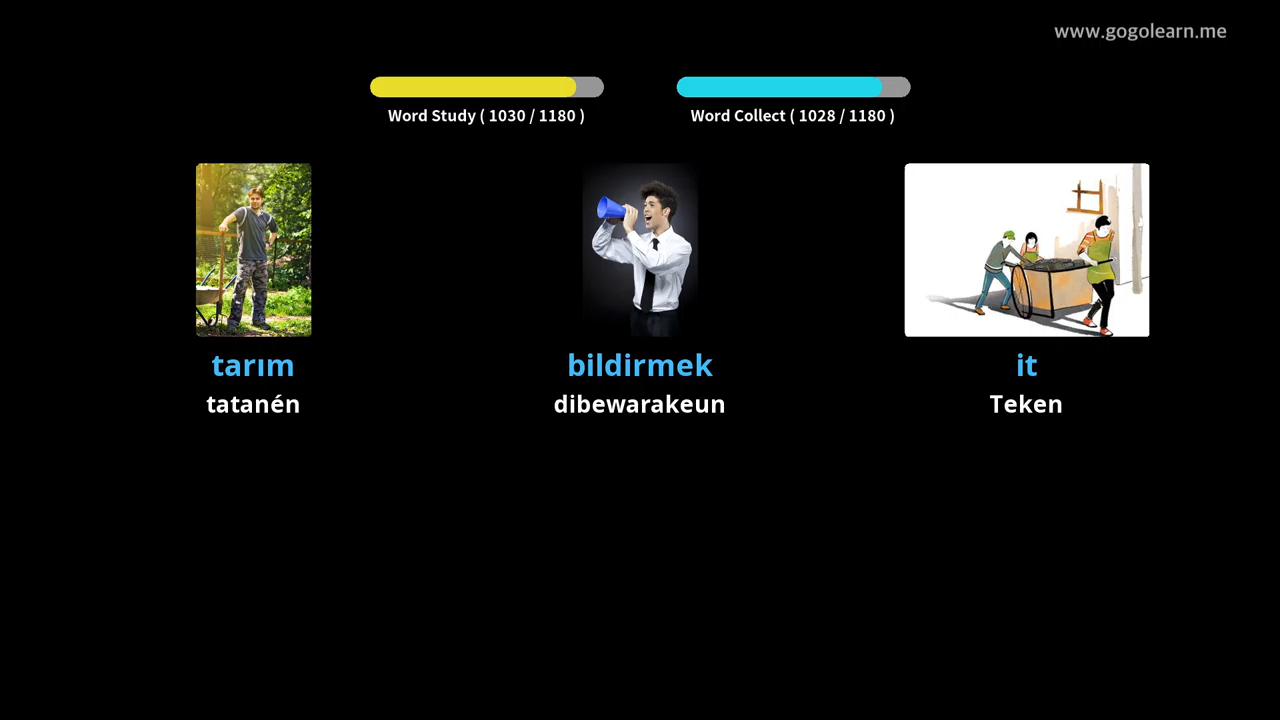 www.gogolearn.me
Word Study ( 1030 / 1180 )
Word Collect ( 1028 / 1180 )
tarım
tatanén
bildirmek
dibewarakeun
it
Teken